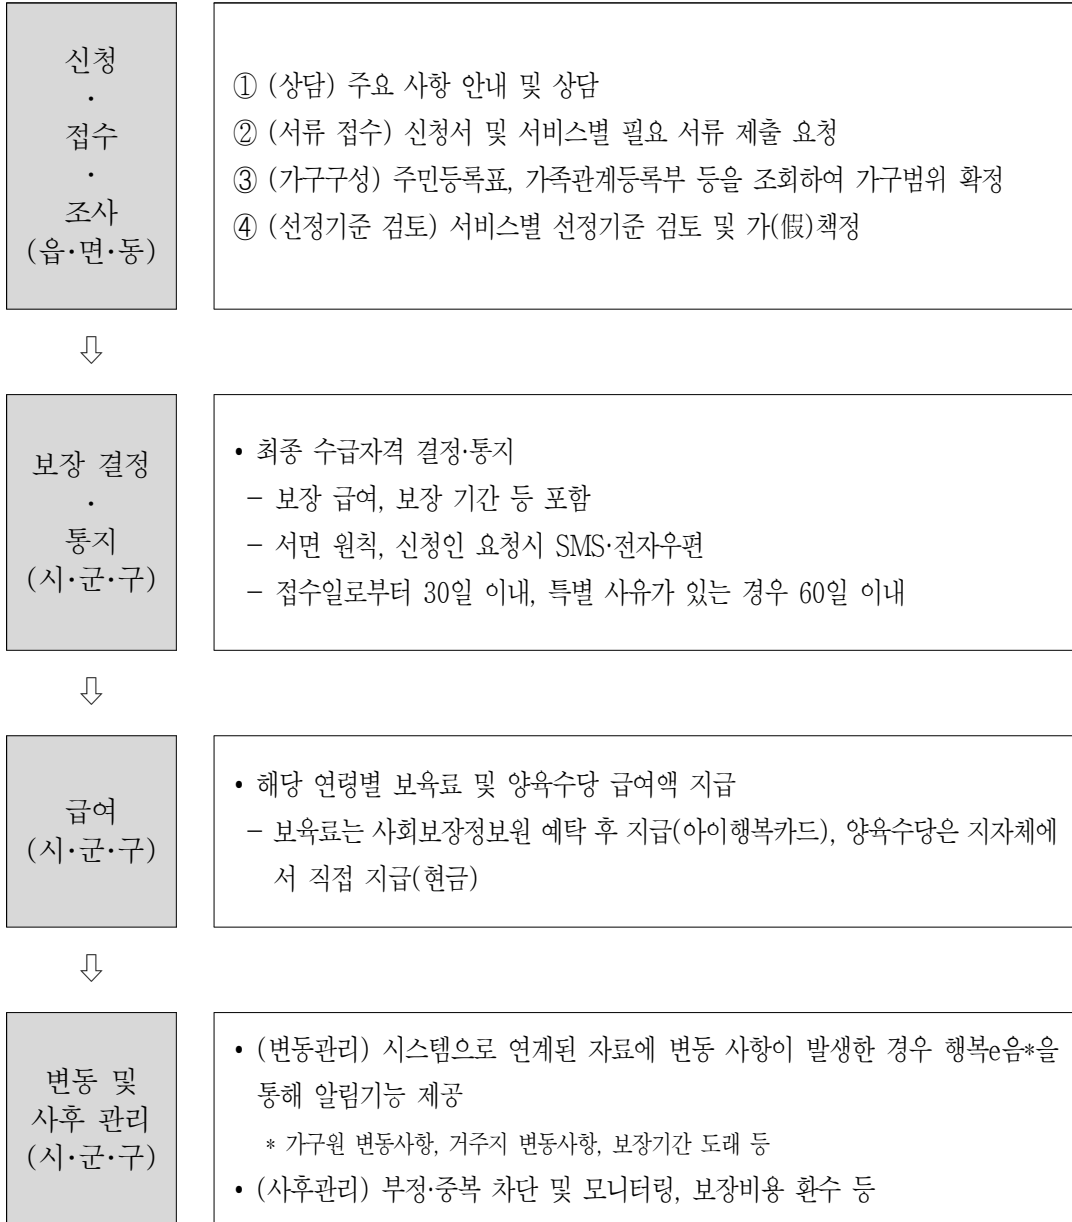 신청
·
접수
·
조사
(읍·면·동)
① (상담) 주요 사항 안내 및 상담
② (서류 접수) 신청서 및 서비스별 필요 서류 제출 요청
③ (가구구성) 주민등록표, 가족관계등록부 등을 조회하여 가구범위 확정
④ (선정기준 검토) 서비스별 선정기준 검토 및 가(假)책정
⇩
보장 결정
·
통지
(시·군·구)
• 최종 수급자격 결정·통지
− 보장 급여, 보장 기간 등 포함
− 서면 원칙, 신청인 요청시 SMS·전자우편
− 접수일로부터 30일 이내, 특별 사유가 있는 경우 60일 이내
⇩
급여
(시·군·구)
• 해당 연령별 보육료 및 양육수당 급여액 지급
− 보육료는 사회보장정보원 예탁 후 지급(아이행복카드), 양육수당은 지자체에
서 직접 지급(현금)
⇩
변동 및
사후 관리
(시·군·구)
• (변동관리) 시스템으로 연계된 자료에 변동 사항이 발생한 경우 행복e음*을
통해 알림기능 제공
* 가구원 변동사항, 거주지 변동사항, 보장기간 도래 등
• (사후관리) 부정·중복 차단 및 모니터링, 보장비용 환수 등